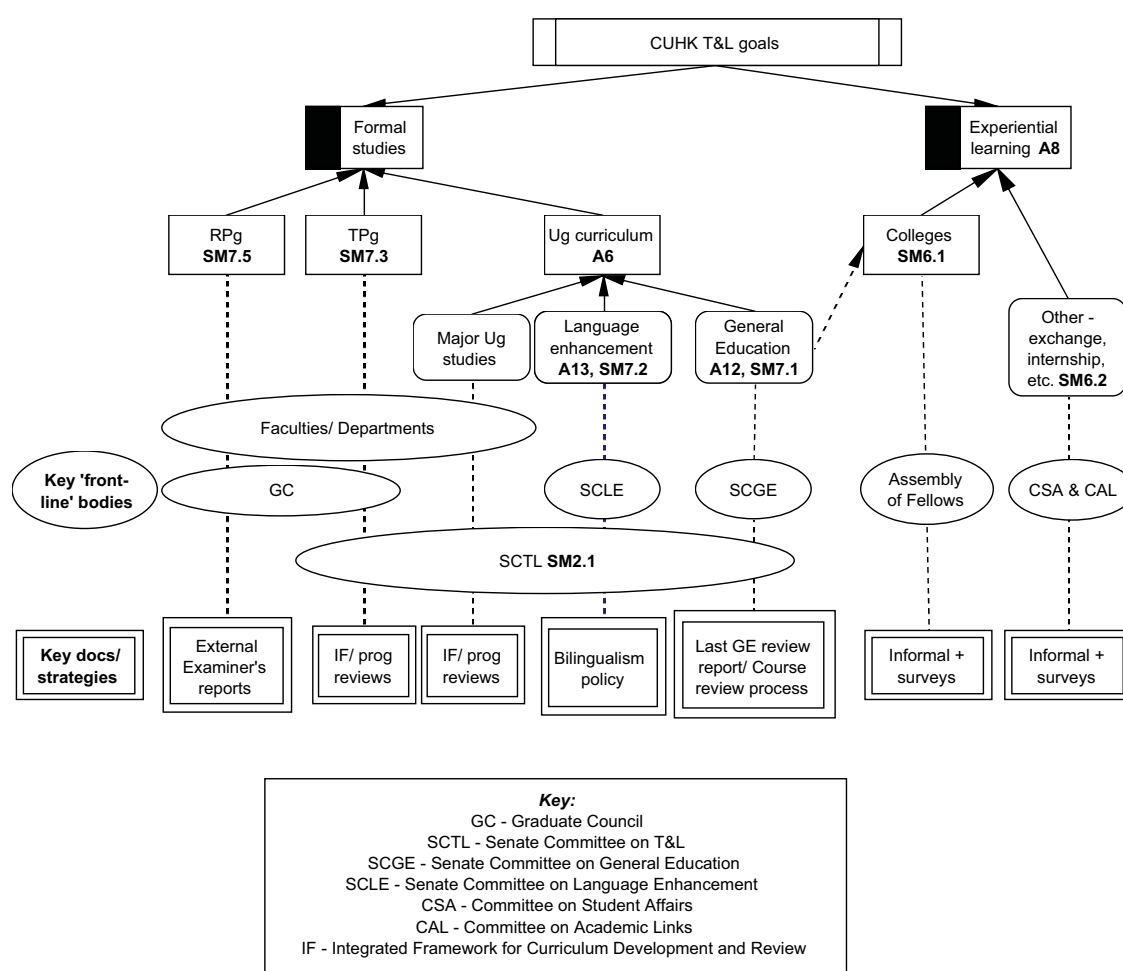 CUHK T&L goals
Formal
studies
Experiential
learning A8
RPg
SM7.5
TPg
SM7.3
Ug curriculum
A6
Colleges
SM6.1
Major Ug
studies
Language
enhancement
A13, SM7.2
General
Education
A12, SM7.1
Other -
exchange,
internship,
etc. SM6.2
Faculties/ Departments
Key 'front-
line' bodies
GC
SCLE
SCGE
Assembly
of Fellows
CSA & CAL
SCTL SM2.1
Key docs/
strategies
External
Examiner's
reports
IF/ prog
reviews
IF/ prog
reviews
Bilingualism
policy
Last GE review
report/ Course
review process
Informal +
surveys
Informal +
surveys
Key:
GC - Graduate Council
SCTL - Senate Committee on T&L
SCGE - Senate Committee on General Education
SCLE - Senate Committee on Language Enhancement
CSA - Committee on Student Affairs
CAL - Committee on Academic Links
IF - Integrated Framework for Curriculum Development and Review